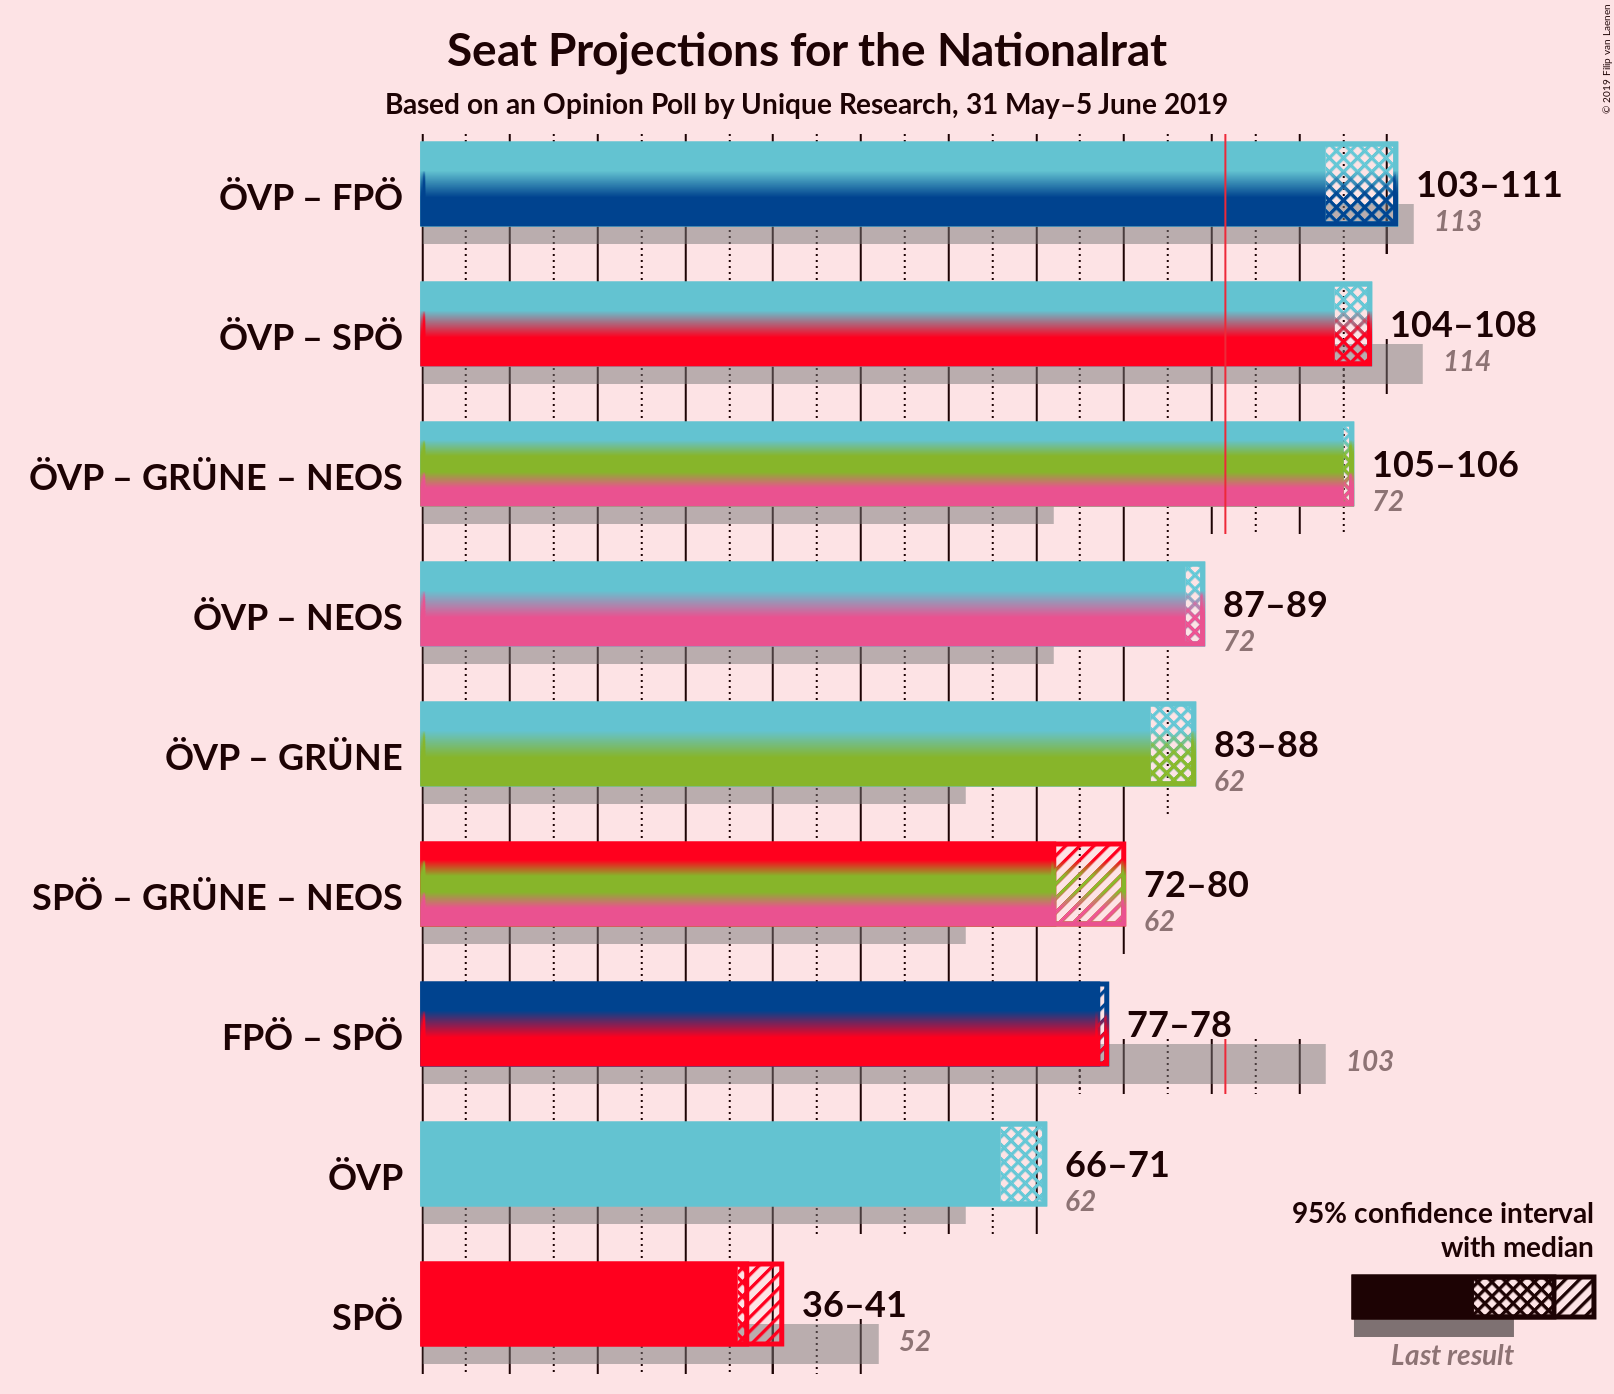 Seat Projections for the Nationalrat
Based on an Opinion Poll by Unique Research, 31 May–5 June 2019
© 2019 Filip van Laenen
ÖVP – FPÖ
103–111
113
ÖVP – SPÖ
104–108
114
ÖVP – GRÜNE – NEOS
105–106
72
ÖVP – NEOS
87–89
72
ÖVP – GRÜNE
83–88
62
SPÖ – GRÜNE – NEOS
72–80
62
FPÖ – SPÖ
77–78
103
ÖVP
66–71
62
SPÖ
36–41
52
95% confidence interval
with median
Last result